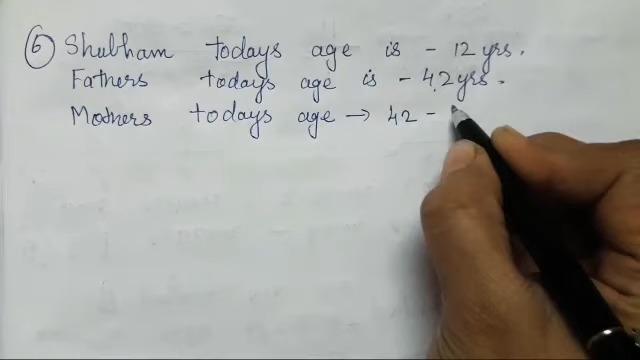 6 Shubham todays age is - 12 yrs.
Fathers todays age is - 42 yrs.
Mothers todays age → 42 -